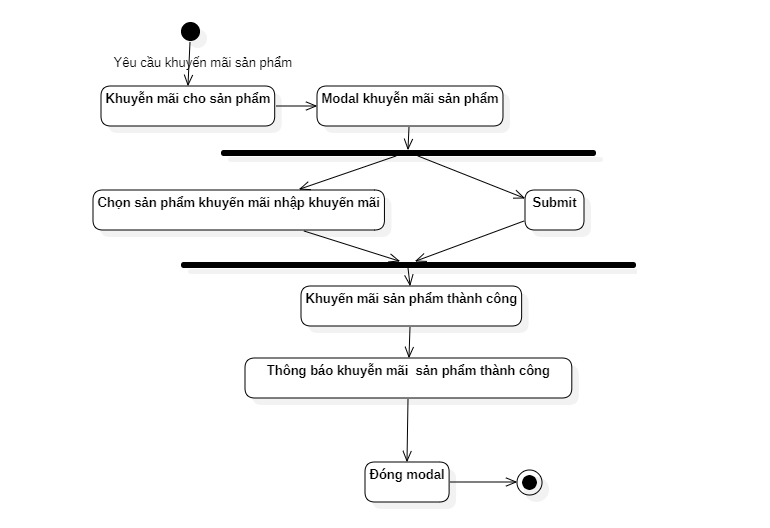 Yêu cầu khuyến mãi sản phẩm
Khuyễn mãi cho sản phẩm
Modal khuyễn mãi sản phẩm
Chọn sản phẩm khuyến mãi nhập khuyến mãi
Submit
Khuyến mãi sản phẩm thành công
Thông báo khuyễn mãi sản phẩm thành công
Đóng modal